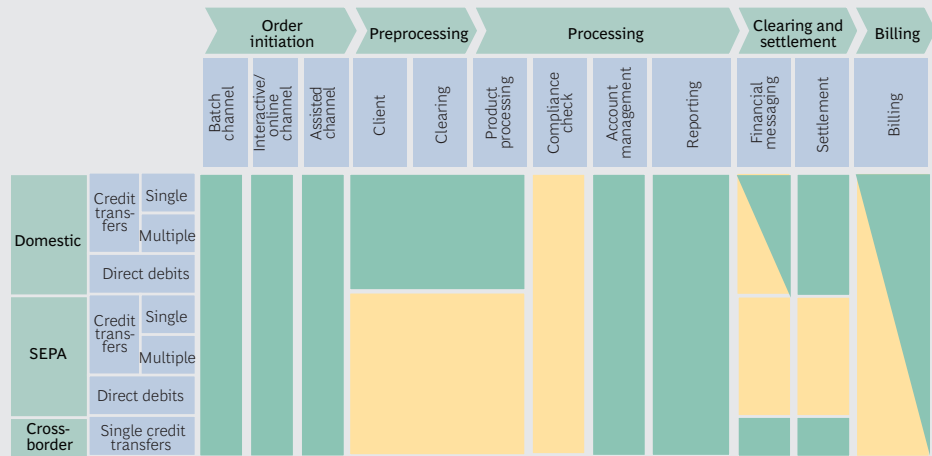 Order
initiation
Preprocessing
Processing
Clearing and
settlement
Billing
Batch
channel
Interactive/
online
channel
Assisted
channel
Client
Clearing
Product
processing
Compliance
check
Account
management
Reporting
Financial
messaging
Settlement
Billing
Domestic
Credit
trans-
fers
Single
Multiple
Direct debits
SEPA
Credit
trans-
fers
Single
Multiple
Direct debits
Cross-
border
Single credit
transfers